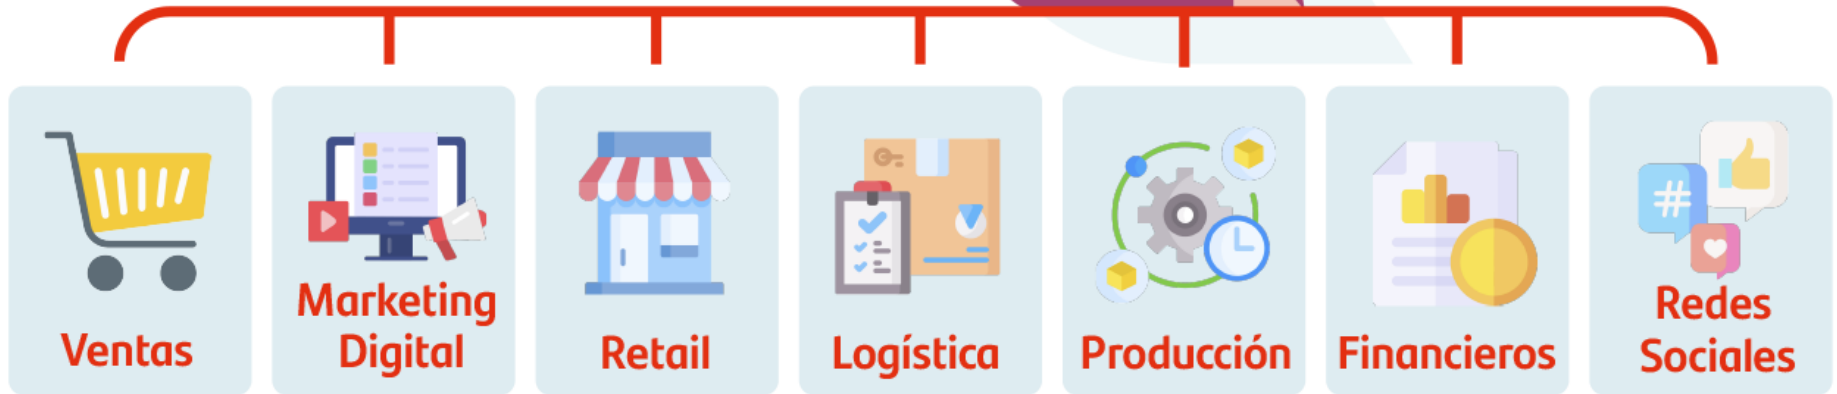 Ventas
Marketing
Digital
Retail
Logística
Producción
Financieros
Redes
Sociales
#